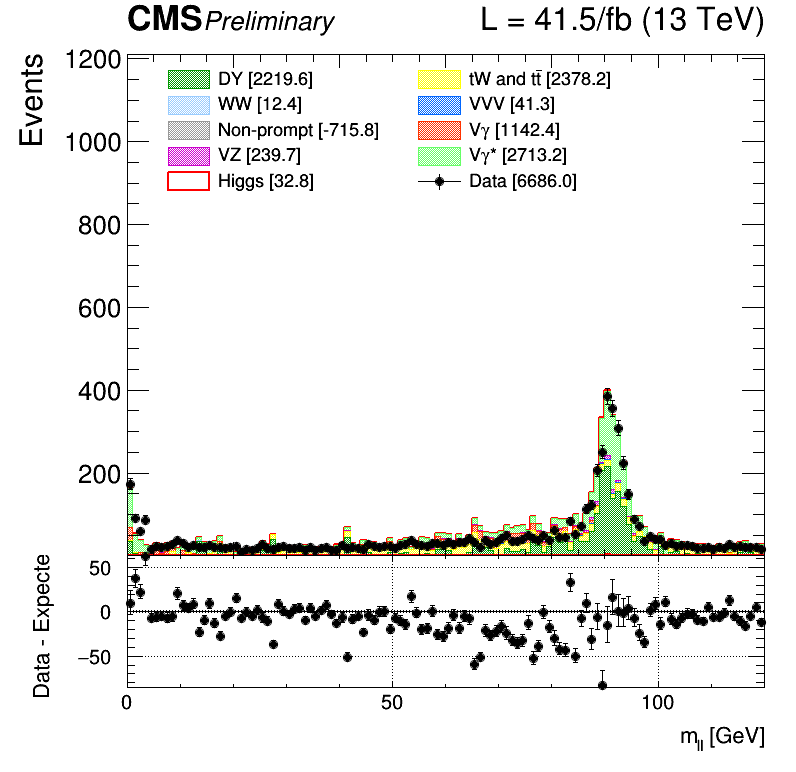 CMS Preliminary L = 41.5/fb (13 TeV)
Events
1200
1000
800
600
400
200
DY [2219.6]
WW [12.4]
Non-prompt [-715.8]
VZ [239.7]
Higgs [32.8]
tW and tt̄ [2378.2]
VVV [41.3]
Vγ [1142.4]
Vγ* [2713.2]
Data [6686.0]
Data - Expecte
50
0
−50
0 50 100
m_ll [GeV]